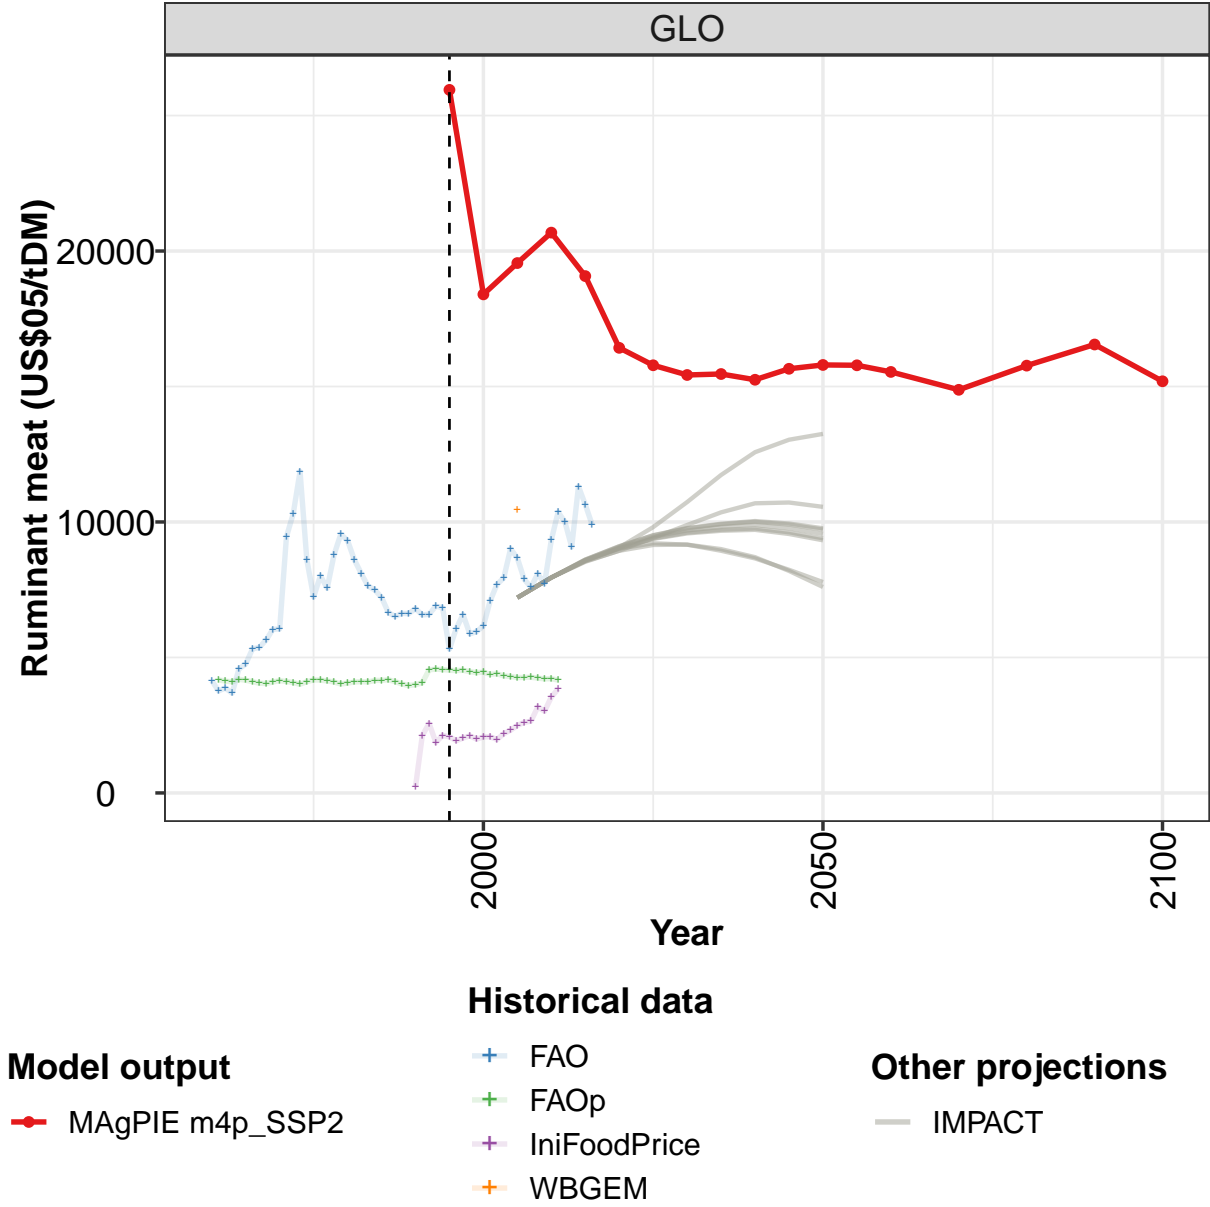 GLO
Ruminant meat (US$05/tDM)
20000
10000
0
2000
2050
2100
Year
Historical data
FAO
FAOp
IniFoodPrice
WBGEM
Model output
MAgPIE m4p_SSP2
Other projections
IMPACT